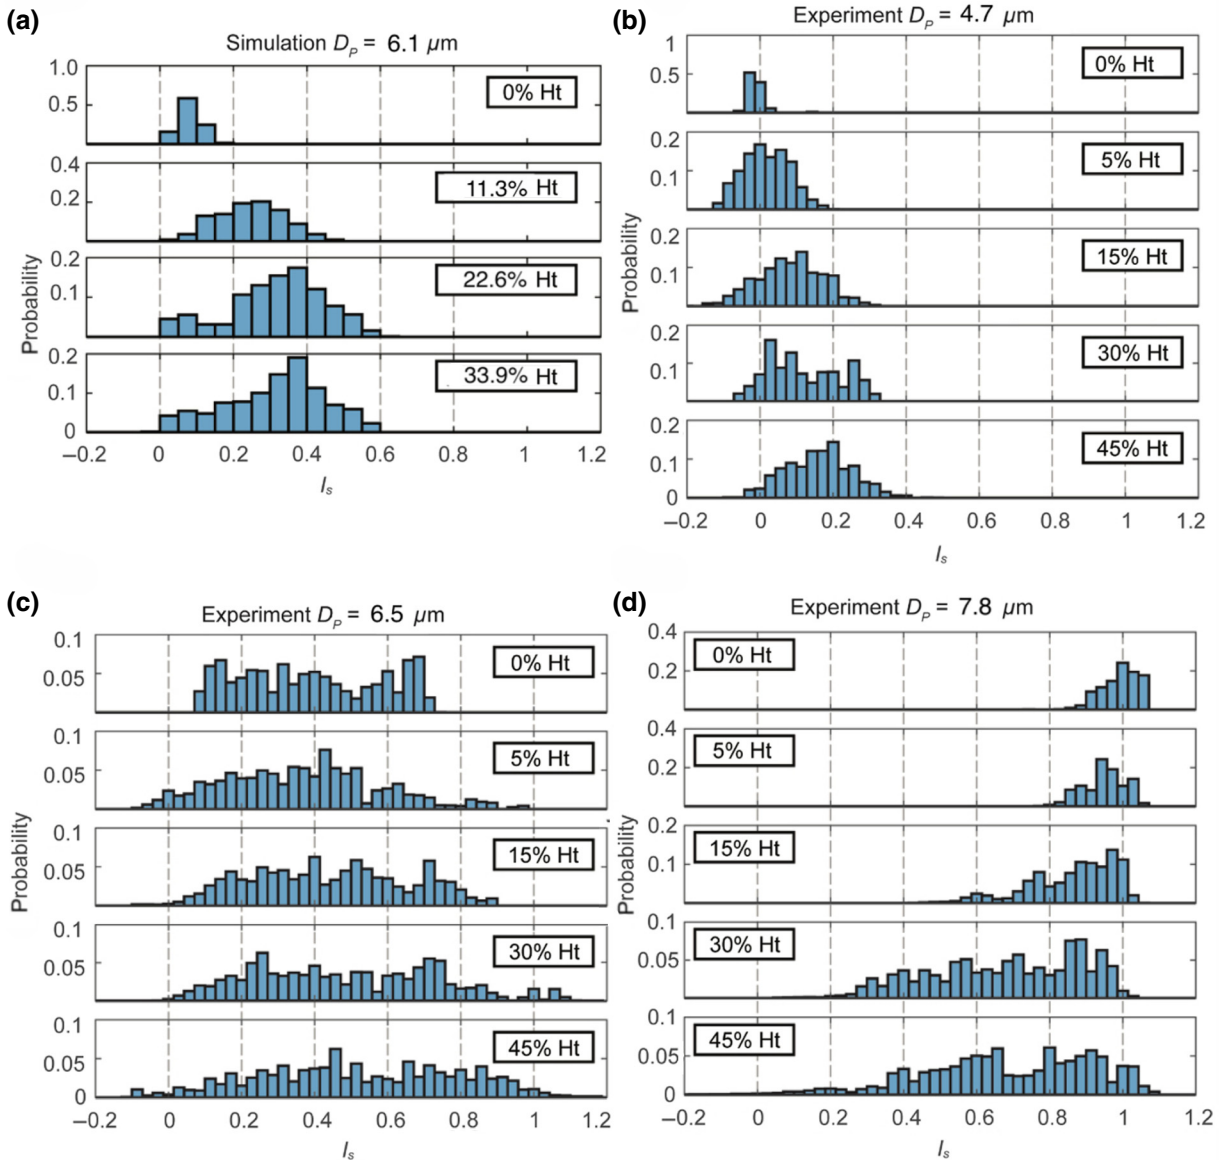 (a)
Simulation D_P = 6.1 µm
1.0
0.5
0% Ht
0.4
0.2
11.3% Ht
0.2
0.1
22.6% Ht
0.2
0.1
0
33.9% Ht
Probability
−0.2 0 0.2 0.4 0.6 0.8 1 1.2
I_s
(b)
Experiment D_P = 4.7 µm
1
0.5
0% Ht
0.2
0.1
5% Ht
0.2
0.1
15% Ht
0.2
0.1
30% Ht
0.2
0.1
0
45% Ht
Probability
−0.2 0 0.2 0.4 0.6 0.8 1 1.2
I_s
(c)
Experiment D_P = 6.5 µm
0.1
0.05
0% Ht
0.1
0.05
5% Ht
0.1
0.05
15% Ht
0.1
0.05
30% Ht
0.1
0.05
0
45% Ht
Probability
−0.2 0 0.2 0.4 0.6 0.8 1 1.2
I_s
(d)
Experiment D_P = 7.8 µm
0.4
0.2
0% Ht
0.4
0.2
5% Ht
0.2
0.1
15% Ht
0.1
0.05
30% Ht
0.1
0.05
0
45% Ht
Probability
−0.2 0 0.2 0.4 0.6 0.8 1 1.2
I_s